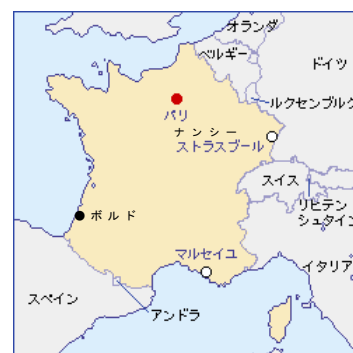 オランダ
ベルギー
ドイツ
ルクセンブルク
パリ
ナンシー
ストラスブール
スイス
リヒテン
シュタイン
ボルド
マルセイユ
イタリア
スペイン
アンドラ